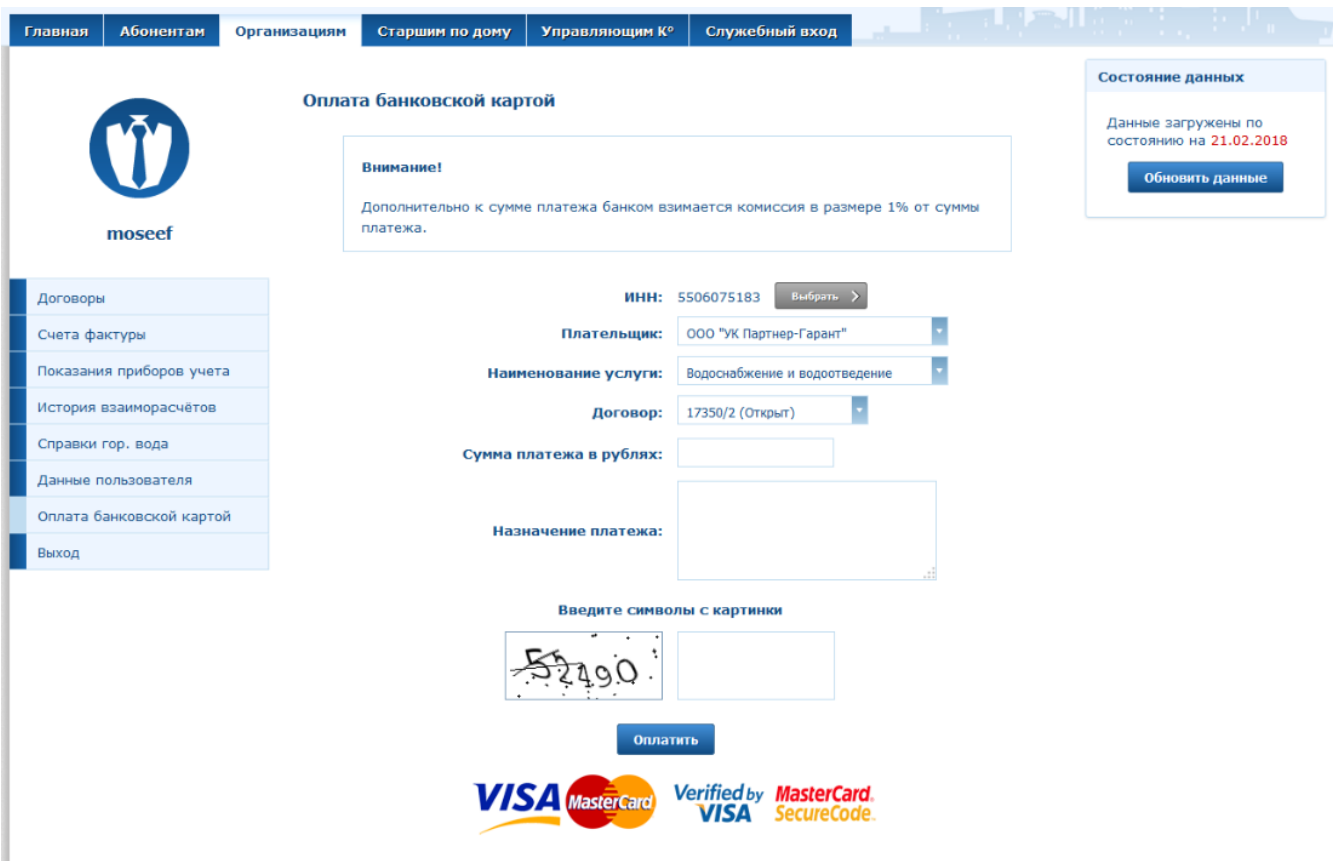 Главная
Абонентам
Организациям
Старшим по дому
Управляющим К°
Служебный вход
moseef
Договоры
Счета фактуры
Показания приборов учета
История взаиморасчётов
Справки гор. вода
Данные пользователя
Оплата банковской картой
Выход
Оплата банковской картой
Внимание!
Дополнительно к сумме платежа банком взимается комиссия в размере 1% от суммы
платежа.
ИНН: 5506075183 Выбрать
Плательщик: ООО "УК Партнер-Гарант"
Наименование услуги: Водоснабжение и водоотведение
Договор: 17350/2 (Открыт)
Сумма платежа в рублях:
Назначение платежа:
Введите символы с картинки
52490
Оплатить
VISA
MasterCard
Verified by
VISA
MasterCard.
SecureCode.
Состояние данных
Данные загружены по
состоянию на 21.02.2018
Обновить данные